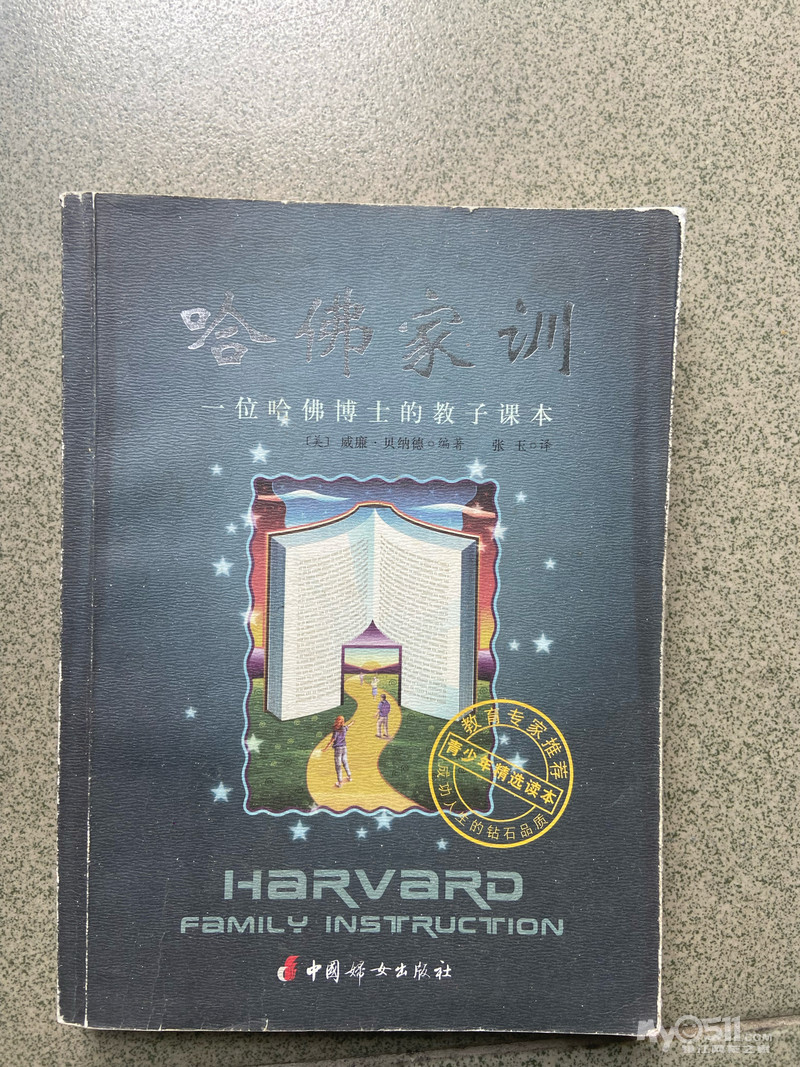 哈佛家训
一位哈佛博士的教子课本
[美] 威廉·贝纳德◎编著 张玉◎译
教育专家推荐
青少年精选读本
成功人生的钻石品质
HARVARD
FAMILY INSTRUCTION
中国妇女出版社
my0511